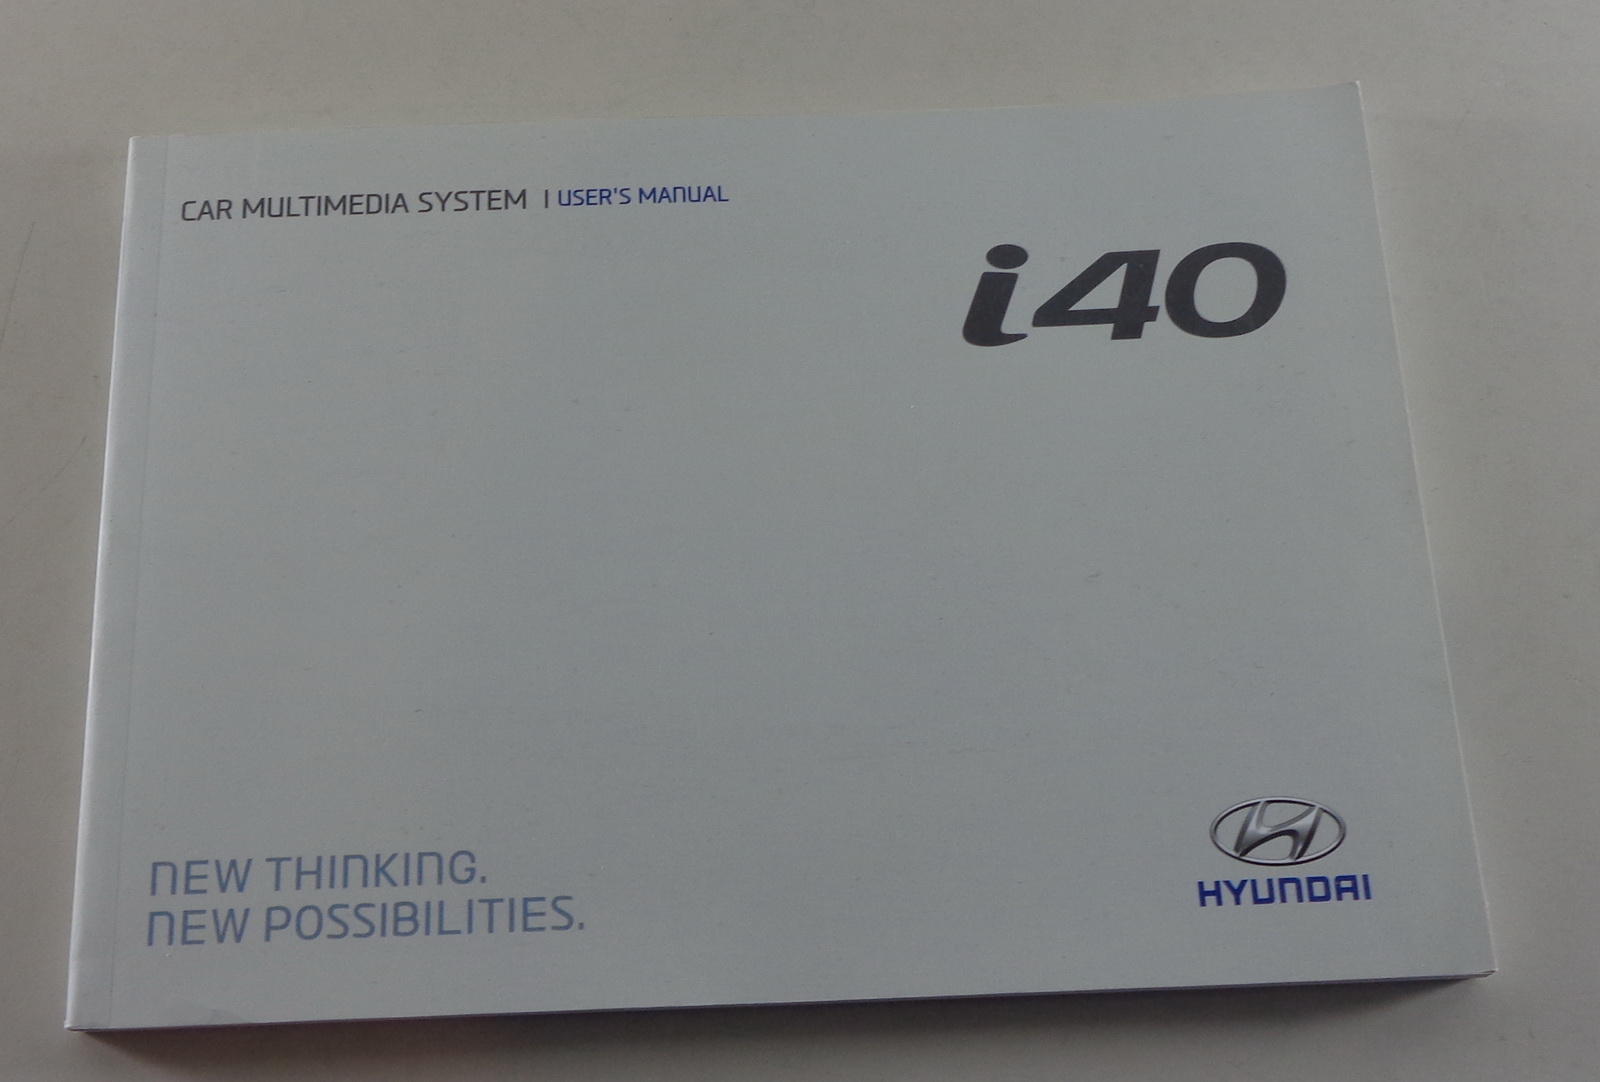 CAR MULTIMEDIA SYSTEM | USER'S MANUAL
i40
NEW THINKING.
NEW POSSIBILITIES.
HYUNDAI